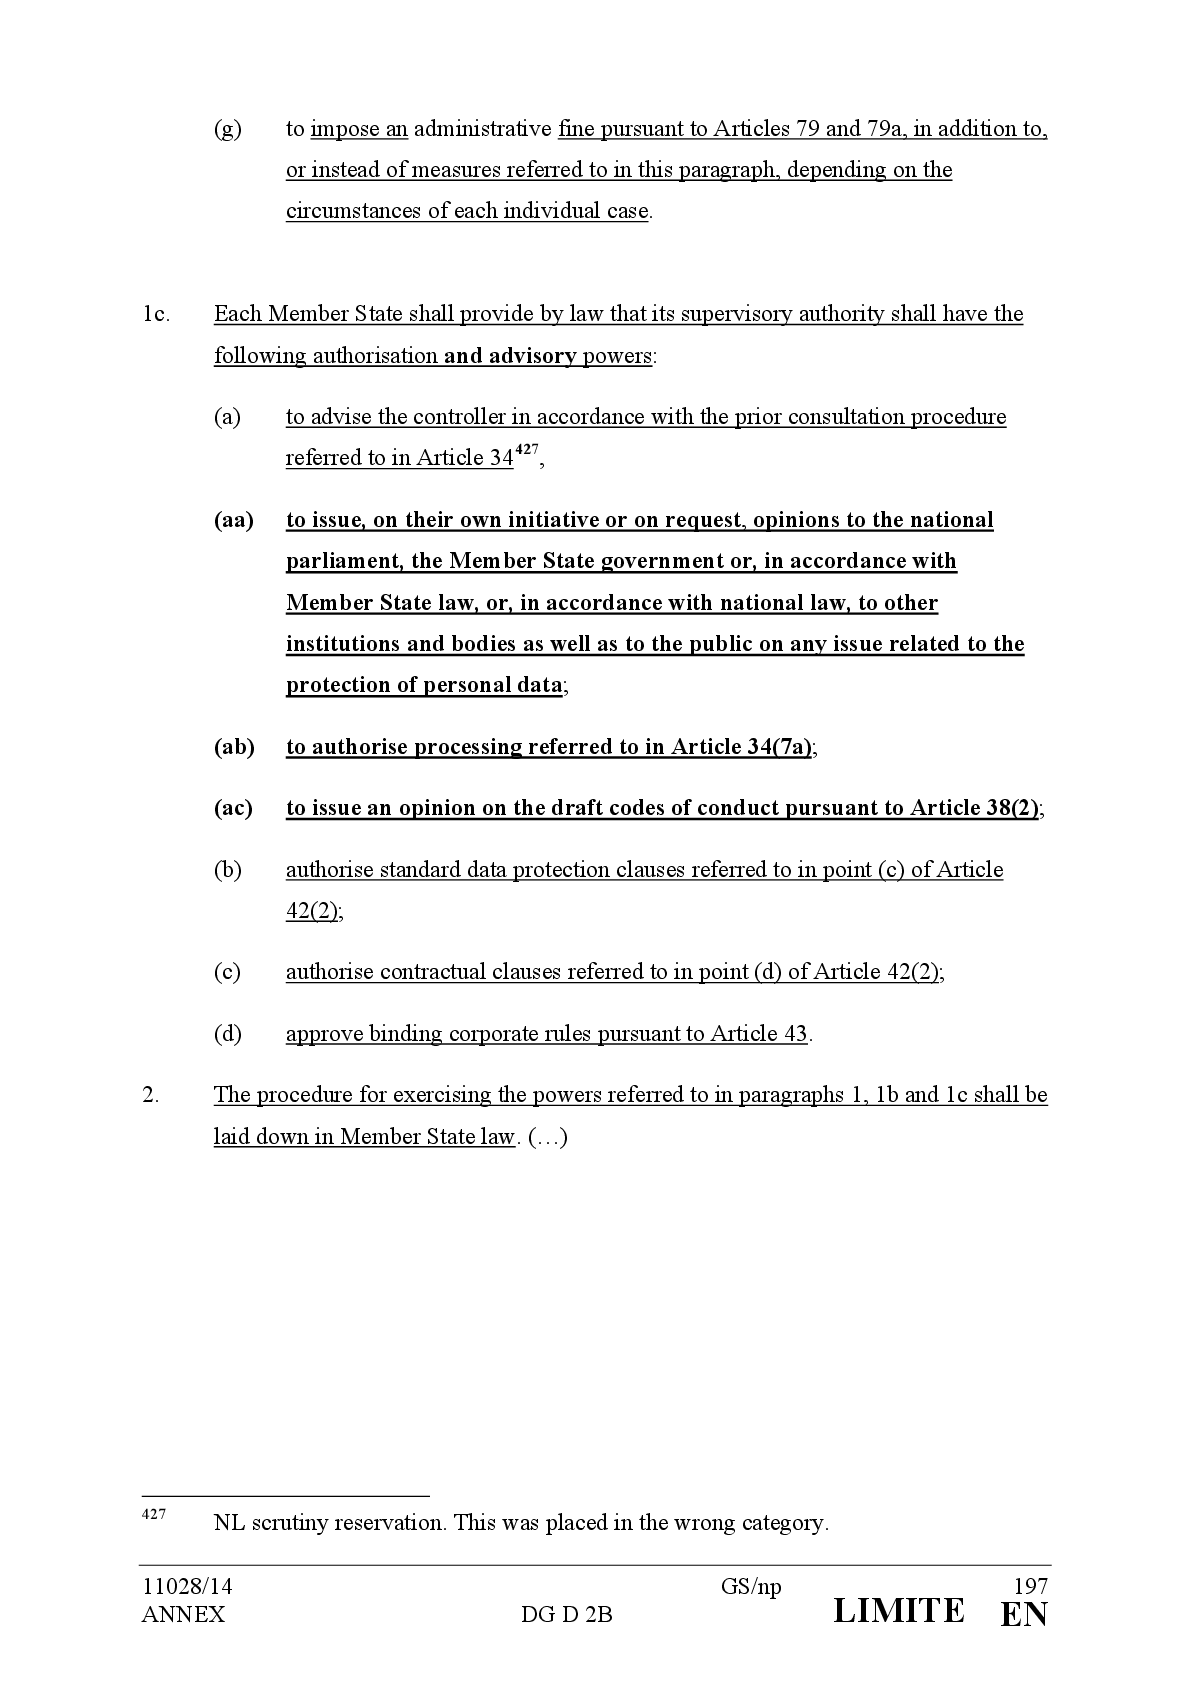 (g) to impose an administrative fine pursuant to Articles 79 and 79a, in addition to,
or instead of measures referred to in this paragraph, depending on the
circumstances of each individual case.
1c. Each Member State shall provide by law that its supervisory authority shall have the
following authorisation and advisory powers:
(a) to advise the controller in accordance with the prior consultation procedure
referred to in Article 34427,
(aa) to issue, on their own initiative or on request, opinions to the national
parliament, the Member State government or, in accordance with
Member State law, or, in accordance with national law, to other
institutions and bodies as well as to the public on any issue related to the
protection of personal data;
(ab) to authorise processing referred to in Article 34(7a);
(ac) to issue an opinion on the draft codes of conduct pursuant to Article 38(2);
(b) authorise standard data protection clauses referred to in point (c) of Article
42(2);
(c) authorise contractual clauses referred to in point (d) of Article 42(2);
(d) approve binding corporate rules pursuant to Article 43.
2. The procedure for exercising the powers referred to in paragraphs 1, 1b and 1c shall be
laid down in Member State law. (…)
427 NL scrutiny reservation. This was placed in the wrong category.
11028/14 GS/np 197
ANNEX DG D 2B LIMITE EN